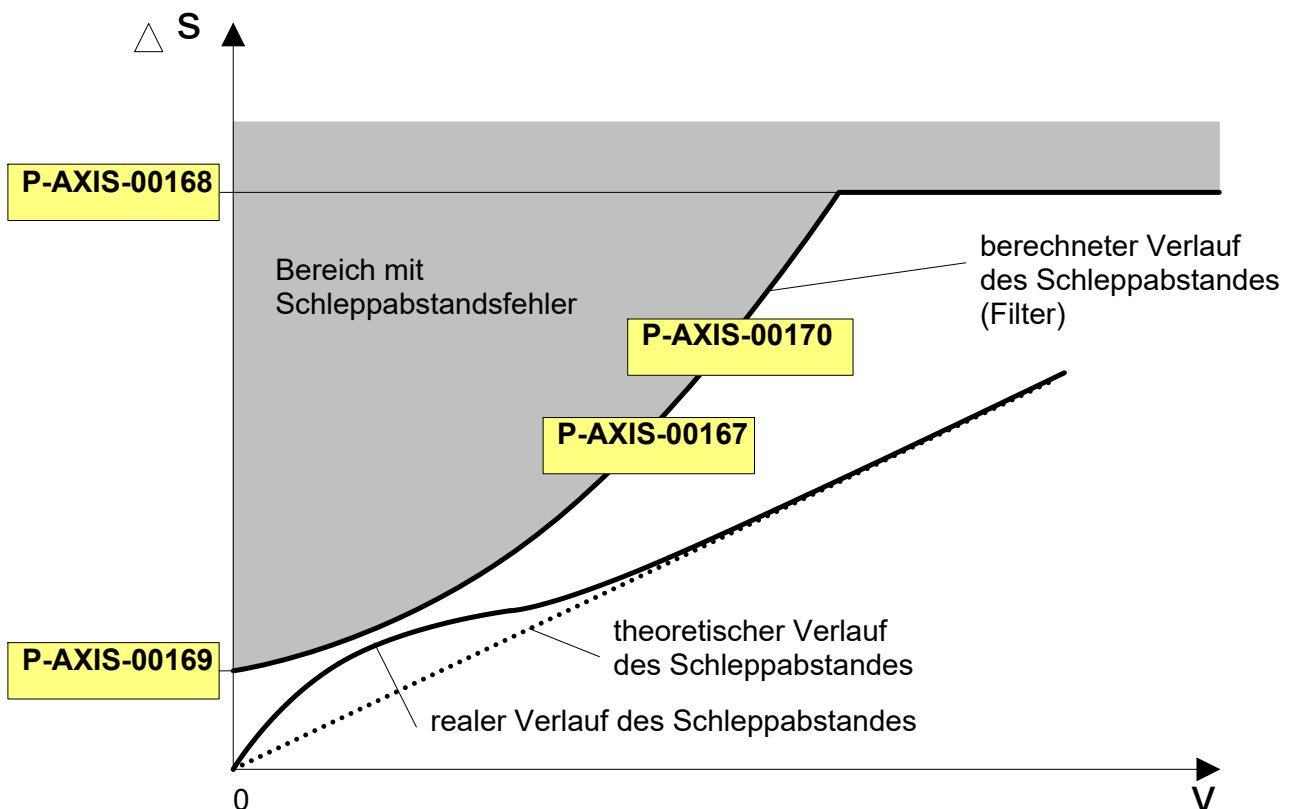 △ S
P-AXIS-00168
Bereich mit
Schleppabstandsfehler
berechneter Verlauf
des Schleppabstandes
(Filter)
P-AXIS-00170
P-AXIS-00167
theoretischer Verlauf
des Schleppabstandes
P-AXIS-00169
realer Verlauf des Schleppabstandes
0
V